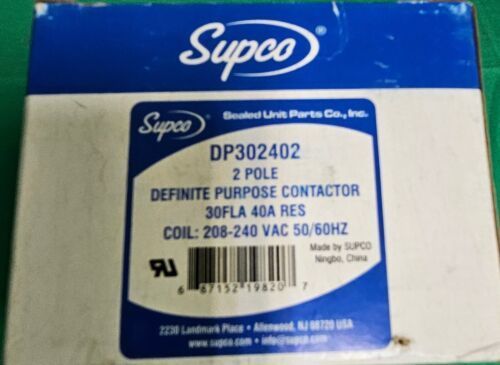 Supco
Supco
Sealed Unit Parts Co., Inc.
DP302402
2 POLE
DEFINITE PURPOSE CONTACTOR
30FLA 40A RES
COIL: 208-240 VAC 50/60HZ
Made by SUPCO
Ningbo, China
6 67152 19820 7
2230 Landmark Place • Allenwood, NJ 08720 USA
www.supco.com • info@supco.com